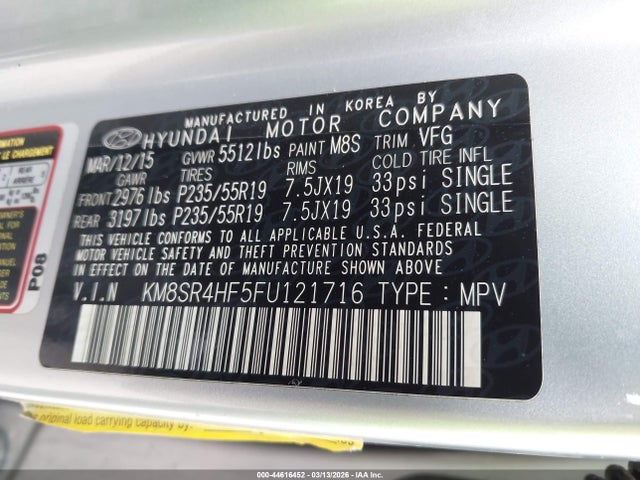 MANUFACTURED IN KOREA BY
HYUNDAI MOTOR COMPANY
MAR/12/15 GVWR 5512lbs PAINT M8S TRIM VFG
GAWR TIRES RIMS COLD TIRE INFL
FRONT 2976lbs P235/55R19 7.5JX19 33psi SINGLE
REAR 3197lbs P235/55R19 7.5JX19 33psi SINGLE
THIS VEHICLE CONFORMS TO ALL APPLICABLE U.S.A. FEDERAL
MOTOR VEHICLE SAFETY AND THEFT PREVENTION STANDARDS
IN EFFECT ON THE DATE OF MANUFACTURE SHOWN ABOVE.
V.I.N KM8SR4HF5FU121716 TYPE : MPV
P08
LE CHARGEMENT
original load carrying capacity by:
000-44616452 | 03/13/2026 - IAA, Inc.